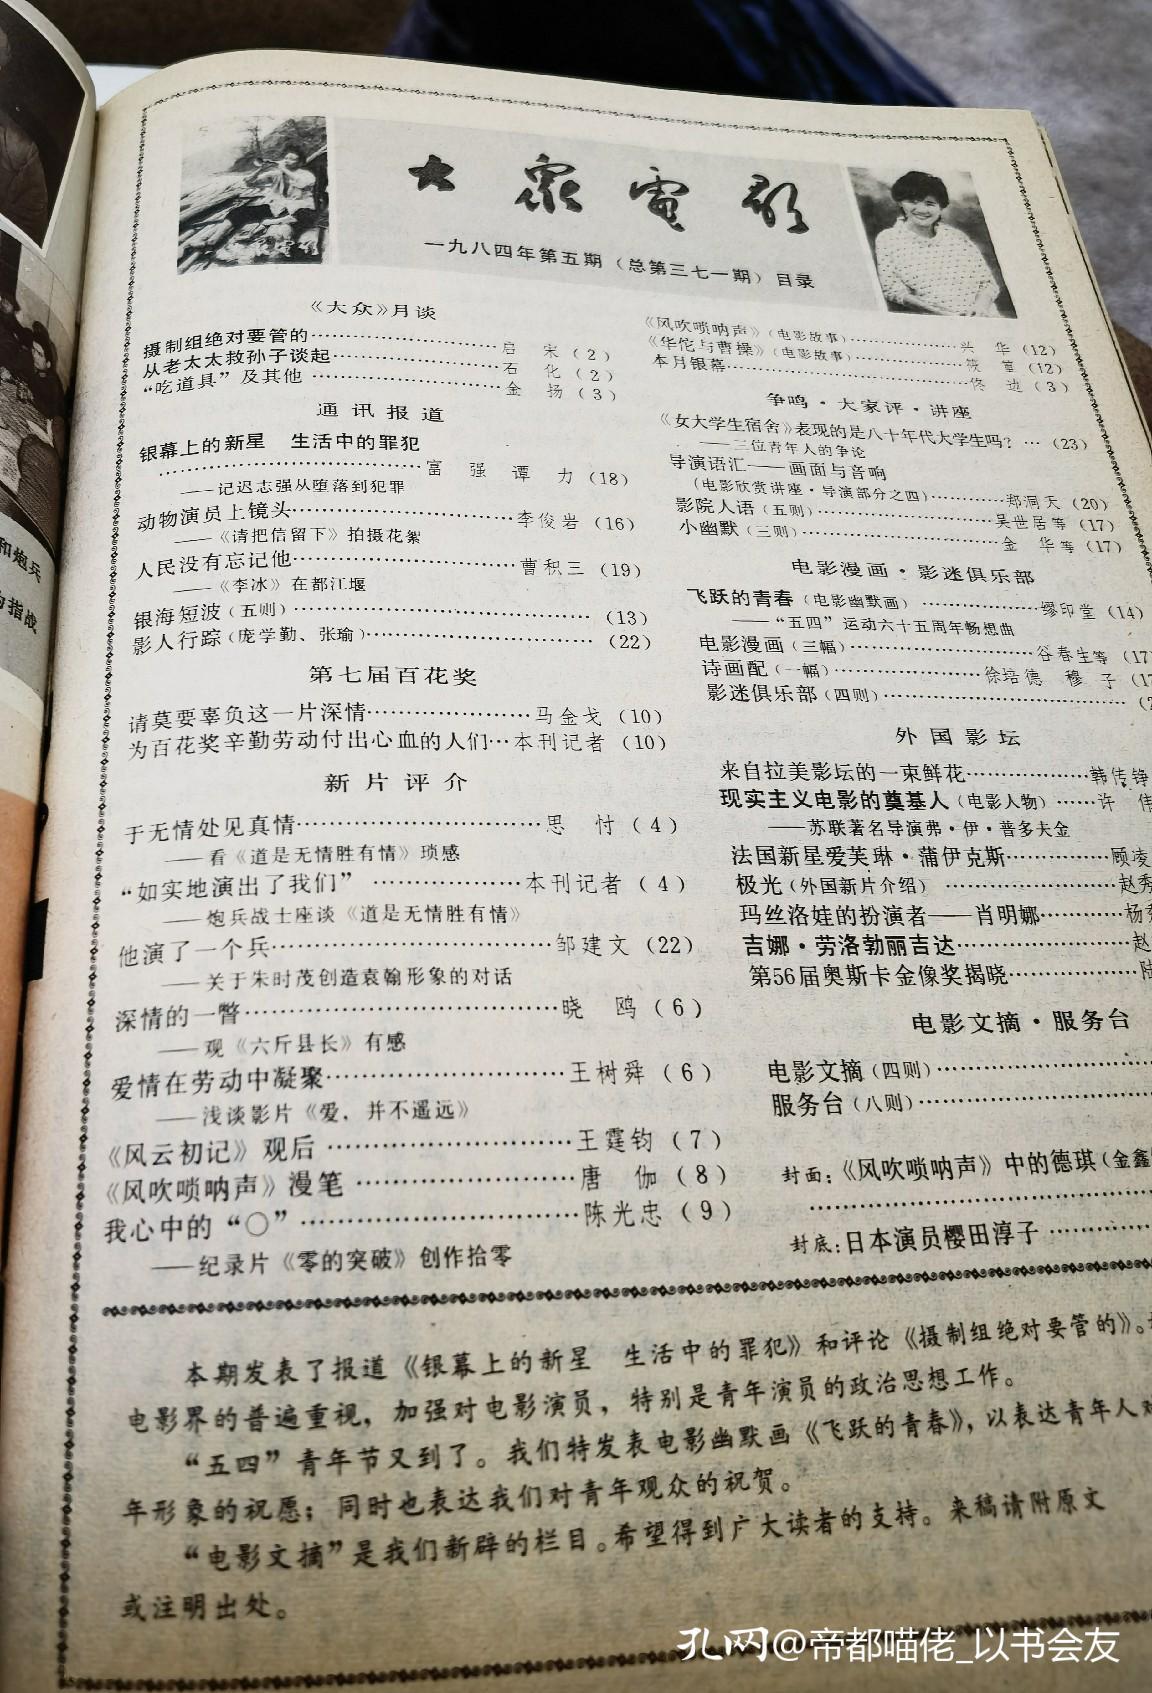 大衆電影
一九八四年第五期（总第三七一期）目录
《大众》月谈
摄制组绝对要管的……启 宋（2）
从老太太救孙子谈起……石 化（2）
“吃道具”及其他……金 扬（3）
通讯报道
银幕上的新星 生活中的罪犯
……富 强 谭 力（18）
——记迟志强从堕落到犯罪
动物演员上镜头……李俊岩（16）
——《请把信留下》拍摄花絮
人民没有忘记他……曹积三（19）
——《李冰》在都江堰
银海短波（五则）……（13）
影人行踪（庞学勤、张瑜）……（22）
第七届百花奖
请莫要辜负这一片深情……马金戈（10）
为百花奖辛勤劳动付出心血的人们…本刊记者（10）
新片评介
于无情处见真情……思 忖（4）
——看《道是无情胜有情》琐感
“如实地演出了我们”……本刊记者（4）
——炮兵战士座谈《道是无情胜有情》
他演了一个兵……邹建文（22）
——关于朱时茂创造袁翰形象的对话
深情的一瞥……晓 鸥（6）
——观《六斤县长》有感
爱情在劳动中凝聚……王树舜（6）
——浅谈影片《爱，并不遥远》
《风云初记》观后……王霆钧（7）
《风吹唢呐声》漫笔……唐 伽（8）
我心中的“〇”……陈光忠（9）
——纪录片《零的突破》创作拾零
《风吹唢呐声》（电影故事）……兴 华（12）
《华佗与曹操》（电影故事）……筱 童（12）
本月银幕……佟 边（3）
争鸣·大家评·讲座
《女大学生宿舍》表现的是八十年代大学生吗？…（23）
——三位青年人的争论
导演语汇——画面与音响
（电影欣赏讲座·导演部分之四）……郑洞天（20）
影院人语（五则）……吴世居等（17）
小幽默（三则）……金 华等（17）
电影漫画·影迷俱乐部
飞跃的青春（电影幽默画）……缪印堂（14）
——“五四”运动六十五周年畅想曲
电影漫画（三幅）……谷春生等（17
诗画配（一幅）……徐培德 穆 子（1
影迷俱乐部（四则）……（2
外国影坛
来自拉美影坛的一束鲜花……韩传铮
现实主义电影的奠基人（电影人物）……许 伟
——苏联著名导演弗·伊·普多夫金
法国新星爱芙琳·蒲伊克斯……顾凌
极光（外国新片介绍）……赵秀
玛丝洛娃的扮演者——肖明娜……杨
吉娜·劳洛勃丽吉达……赵
第56届奥斯卡金像奖揭晓……陆
电影文摘·服务台
电影文摘（四则）……
服务台（八则）……
封面：《风吹唢呐声》中的德琪（金鑫
……
封底：日本演员樱田淳子……
本期发表了报道《银幕上的新星 生活中的罪犯》和评论《摄制组绝对要管的》。
电影界的普遍重视，加强对电影演员，特别是青年演员的政治思想工作。
“五四”青年节又到了。我们特发表电影幽默画《飞跃的青春》，以表达青年人对
年形象的祝愿；同时也表达我们对青年观众的祝贺。
“电影文摘”是我们新辟的栏目。希望得到广大读者的支持。来稿请附原文
或注明出处。
和炮兵
为指战
孔网@帝都喵佬_以书会友